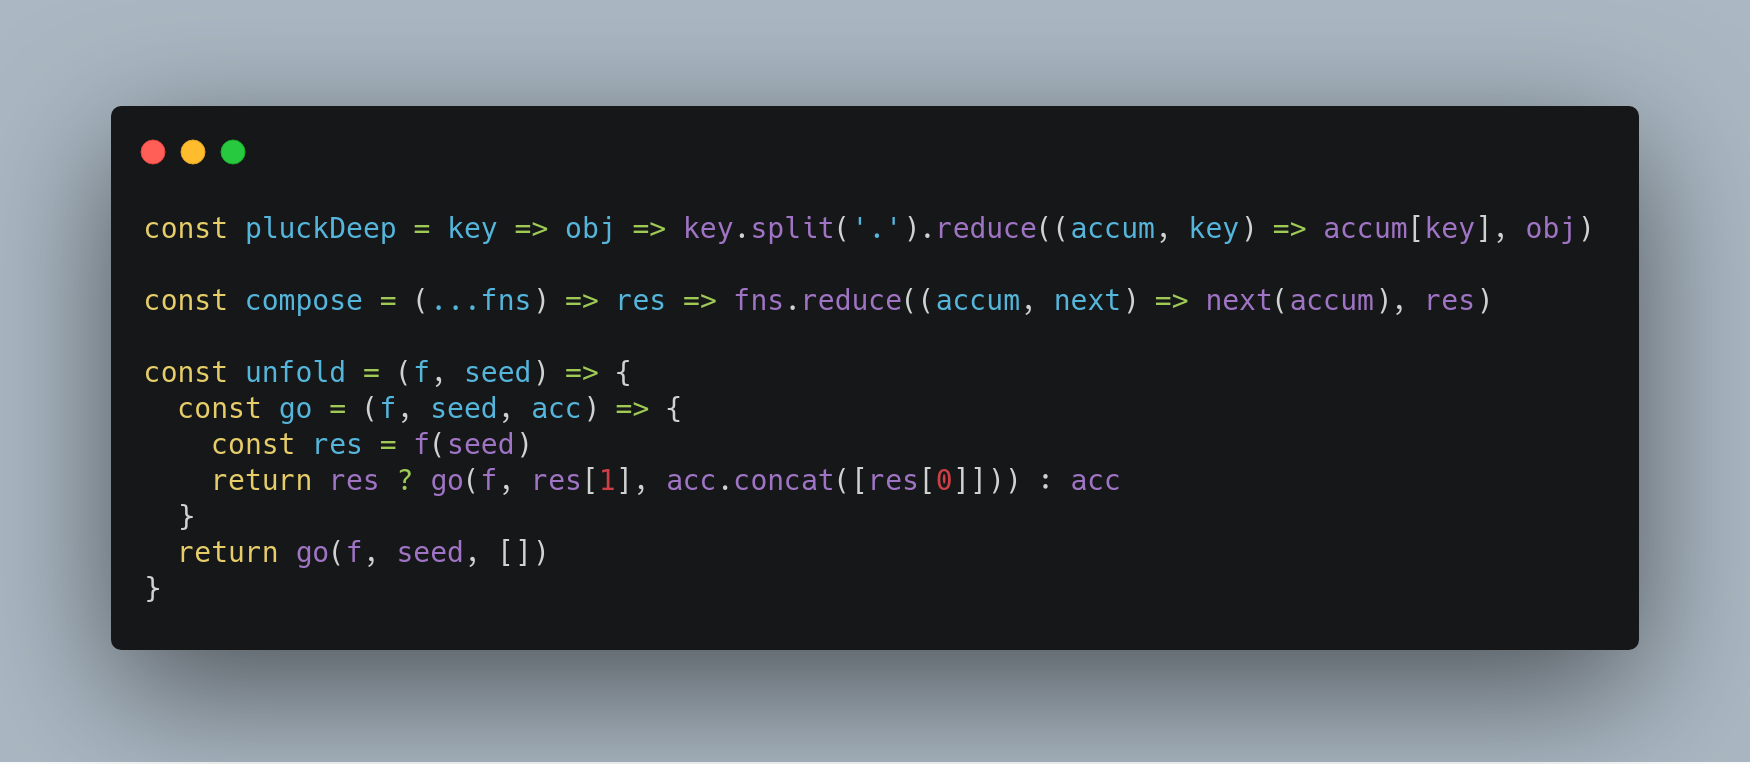 const pluckDeep = key => obj => key.split('.').reduce((accum, key) => accum[key], obj)

const compose = (...fns) => res => fns.reduce((accum, next) => next(accum), res)

const unfold = (f, seed) => {
  const go = (f, seed, acc) => {
    const res = f(seed)
    return res ? go(f, res[1], acc.concat([res[0]])) : acc
  }
  return go(f, seed, [])
}